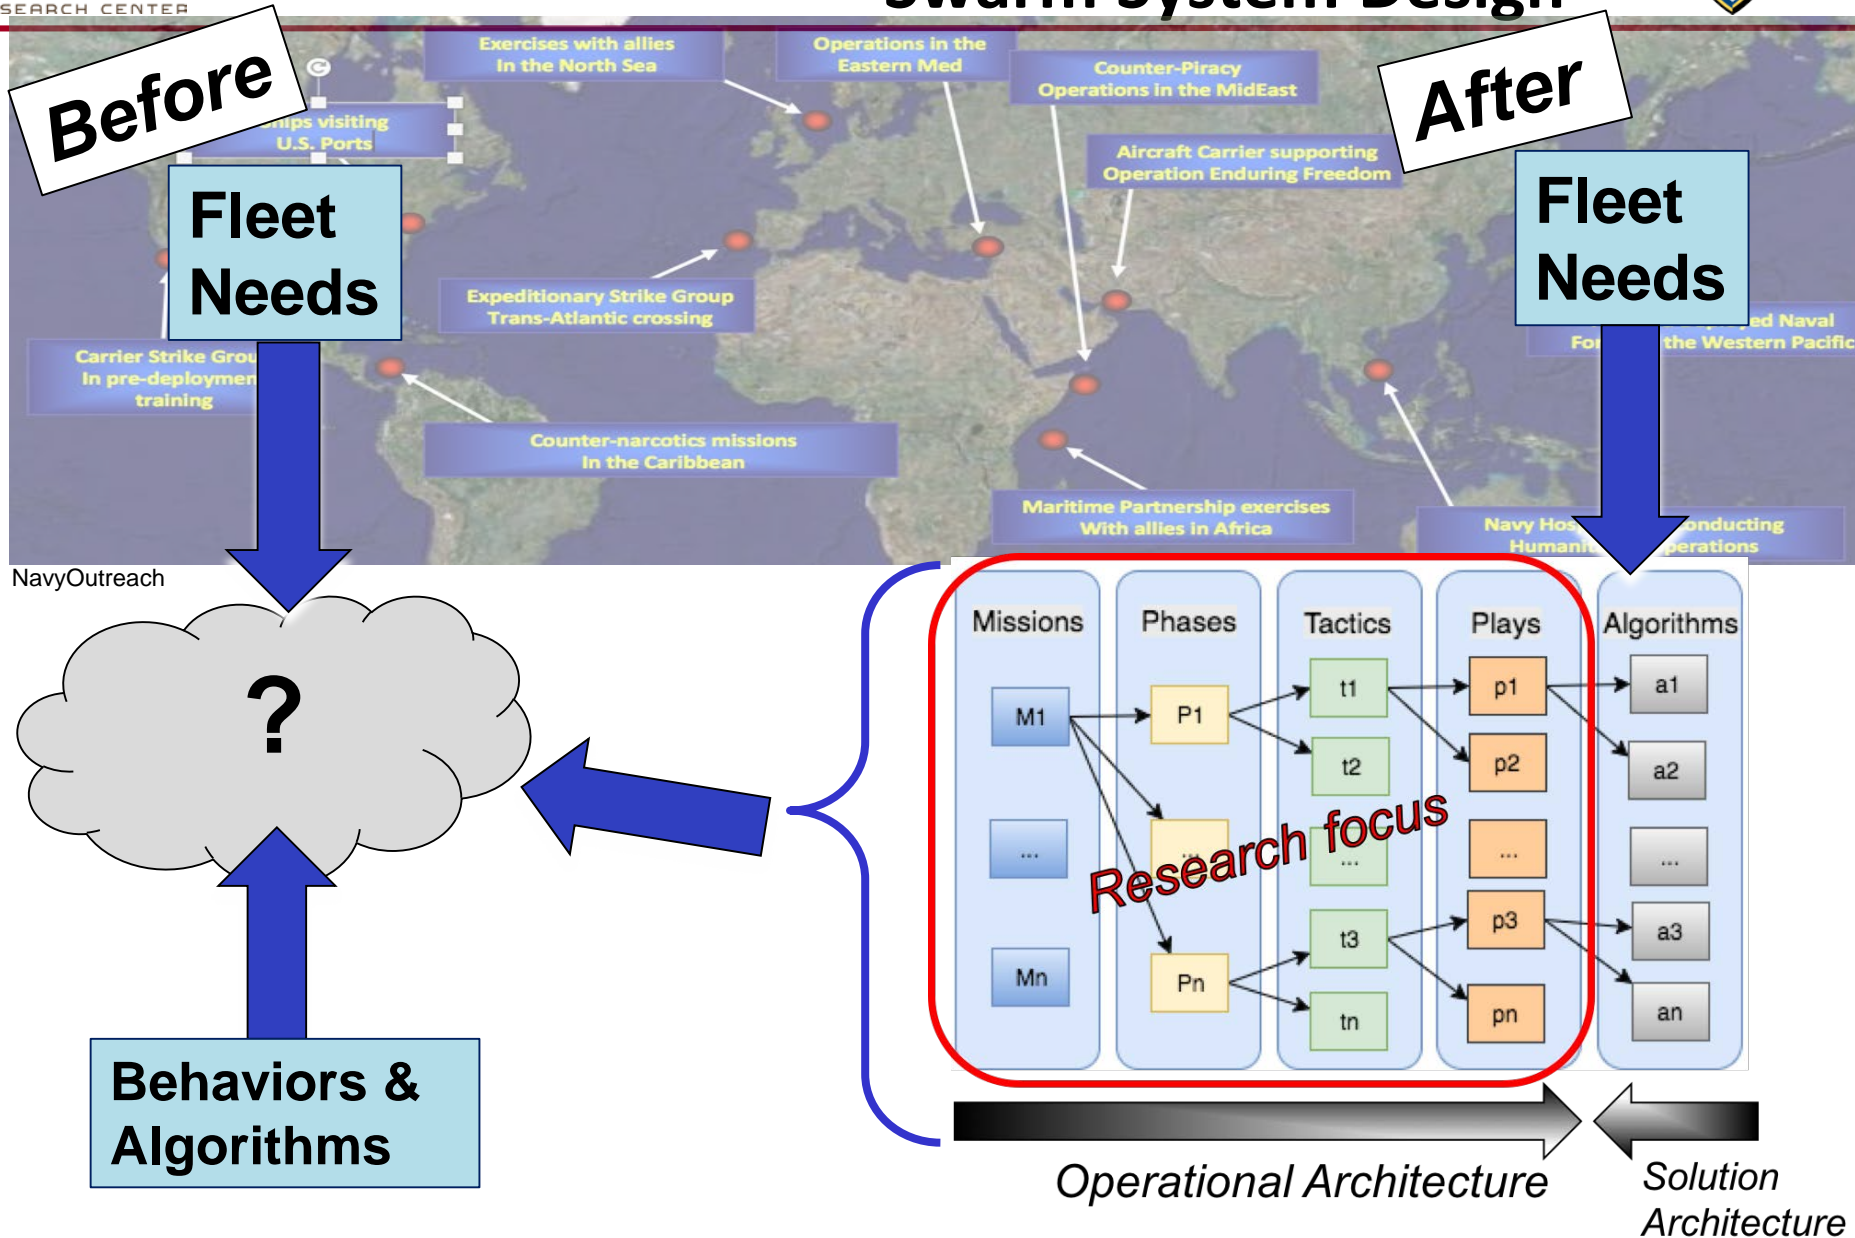 SEARCH CENTER
Swarm System Design
Before
After
Exercises with allies
In the North Sea
Operations in the
Eastern Med
Counter-Piracy
Operations in the MidEast
visiting
U.S. Ports
Aircraft Carrier supporting
Operation Enduring Freedom
Fleet
Needs
Fleet
Needs
Expeditionary Strike Group
Trans-Atlantic crossing
Naval
the Western Pacific
Carrier Strike
In
training
Counter-narcotics missions
In the Caribbean
Maritime Partnership exercises
With allies in Africa
Navy
NavyOutreach
?
Behaviors &
Algorithms
Missions
Phases
Tactics
Plays
Algorithms
M1
P1
t1
p1
a1
t2
p2
a2
...
...
...
...
...
Research focus
t3
p3
a3
Mn
Pn
tn
pn
an
Operational Architecture
Solution
Architecture